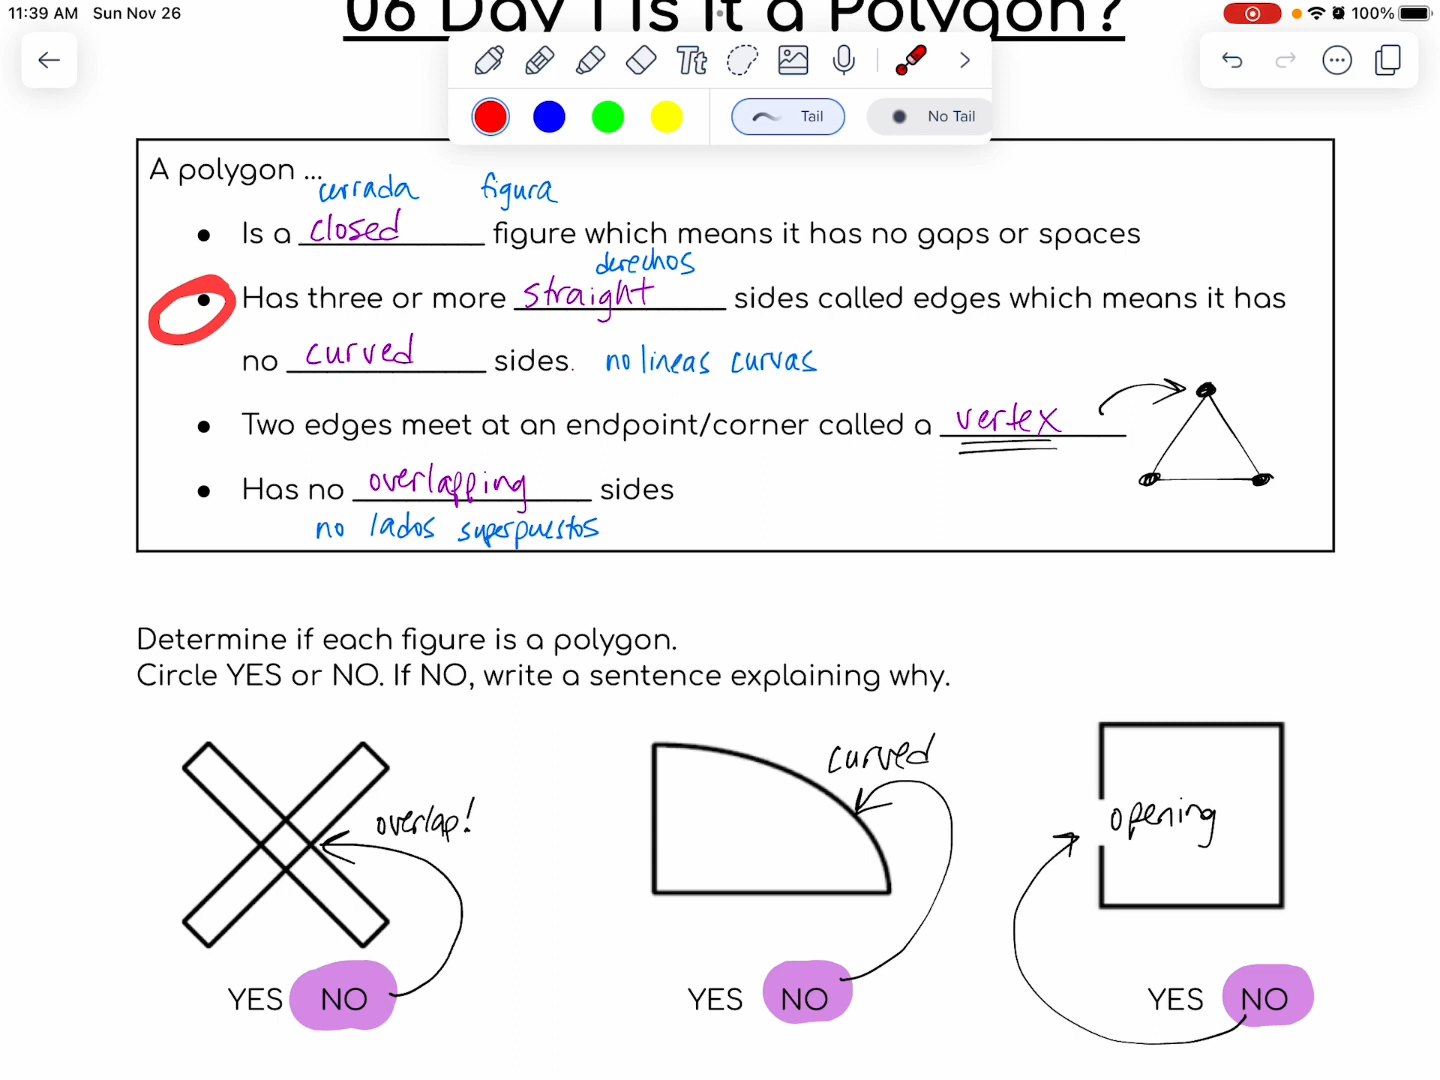 11:39 AM Sun Nov 26
100%
06 Day 1 Is it a Polygon?
Tt
Tail
No Tail
A polygon ...
cerrada figura
Is a closed figure which means it has no gaps or spaces
derechos
Has three or more straight sides called edges which means it has
no curved sides. no lineas curvas
Two edges meet at an endpoint/corner called a vertex
Has no overlapping sides
no lados superpuestos
Determine if each figure is a polygon.
Circle YES or NO. If NO, write a sentence explaining why.
overlap!
curved
opening
YES NO
YES NO
YES NO